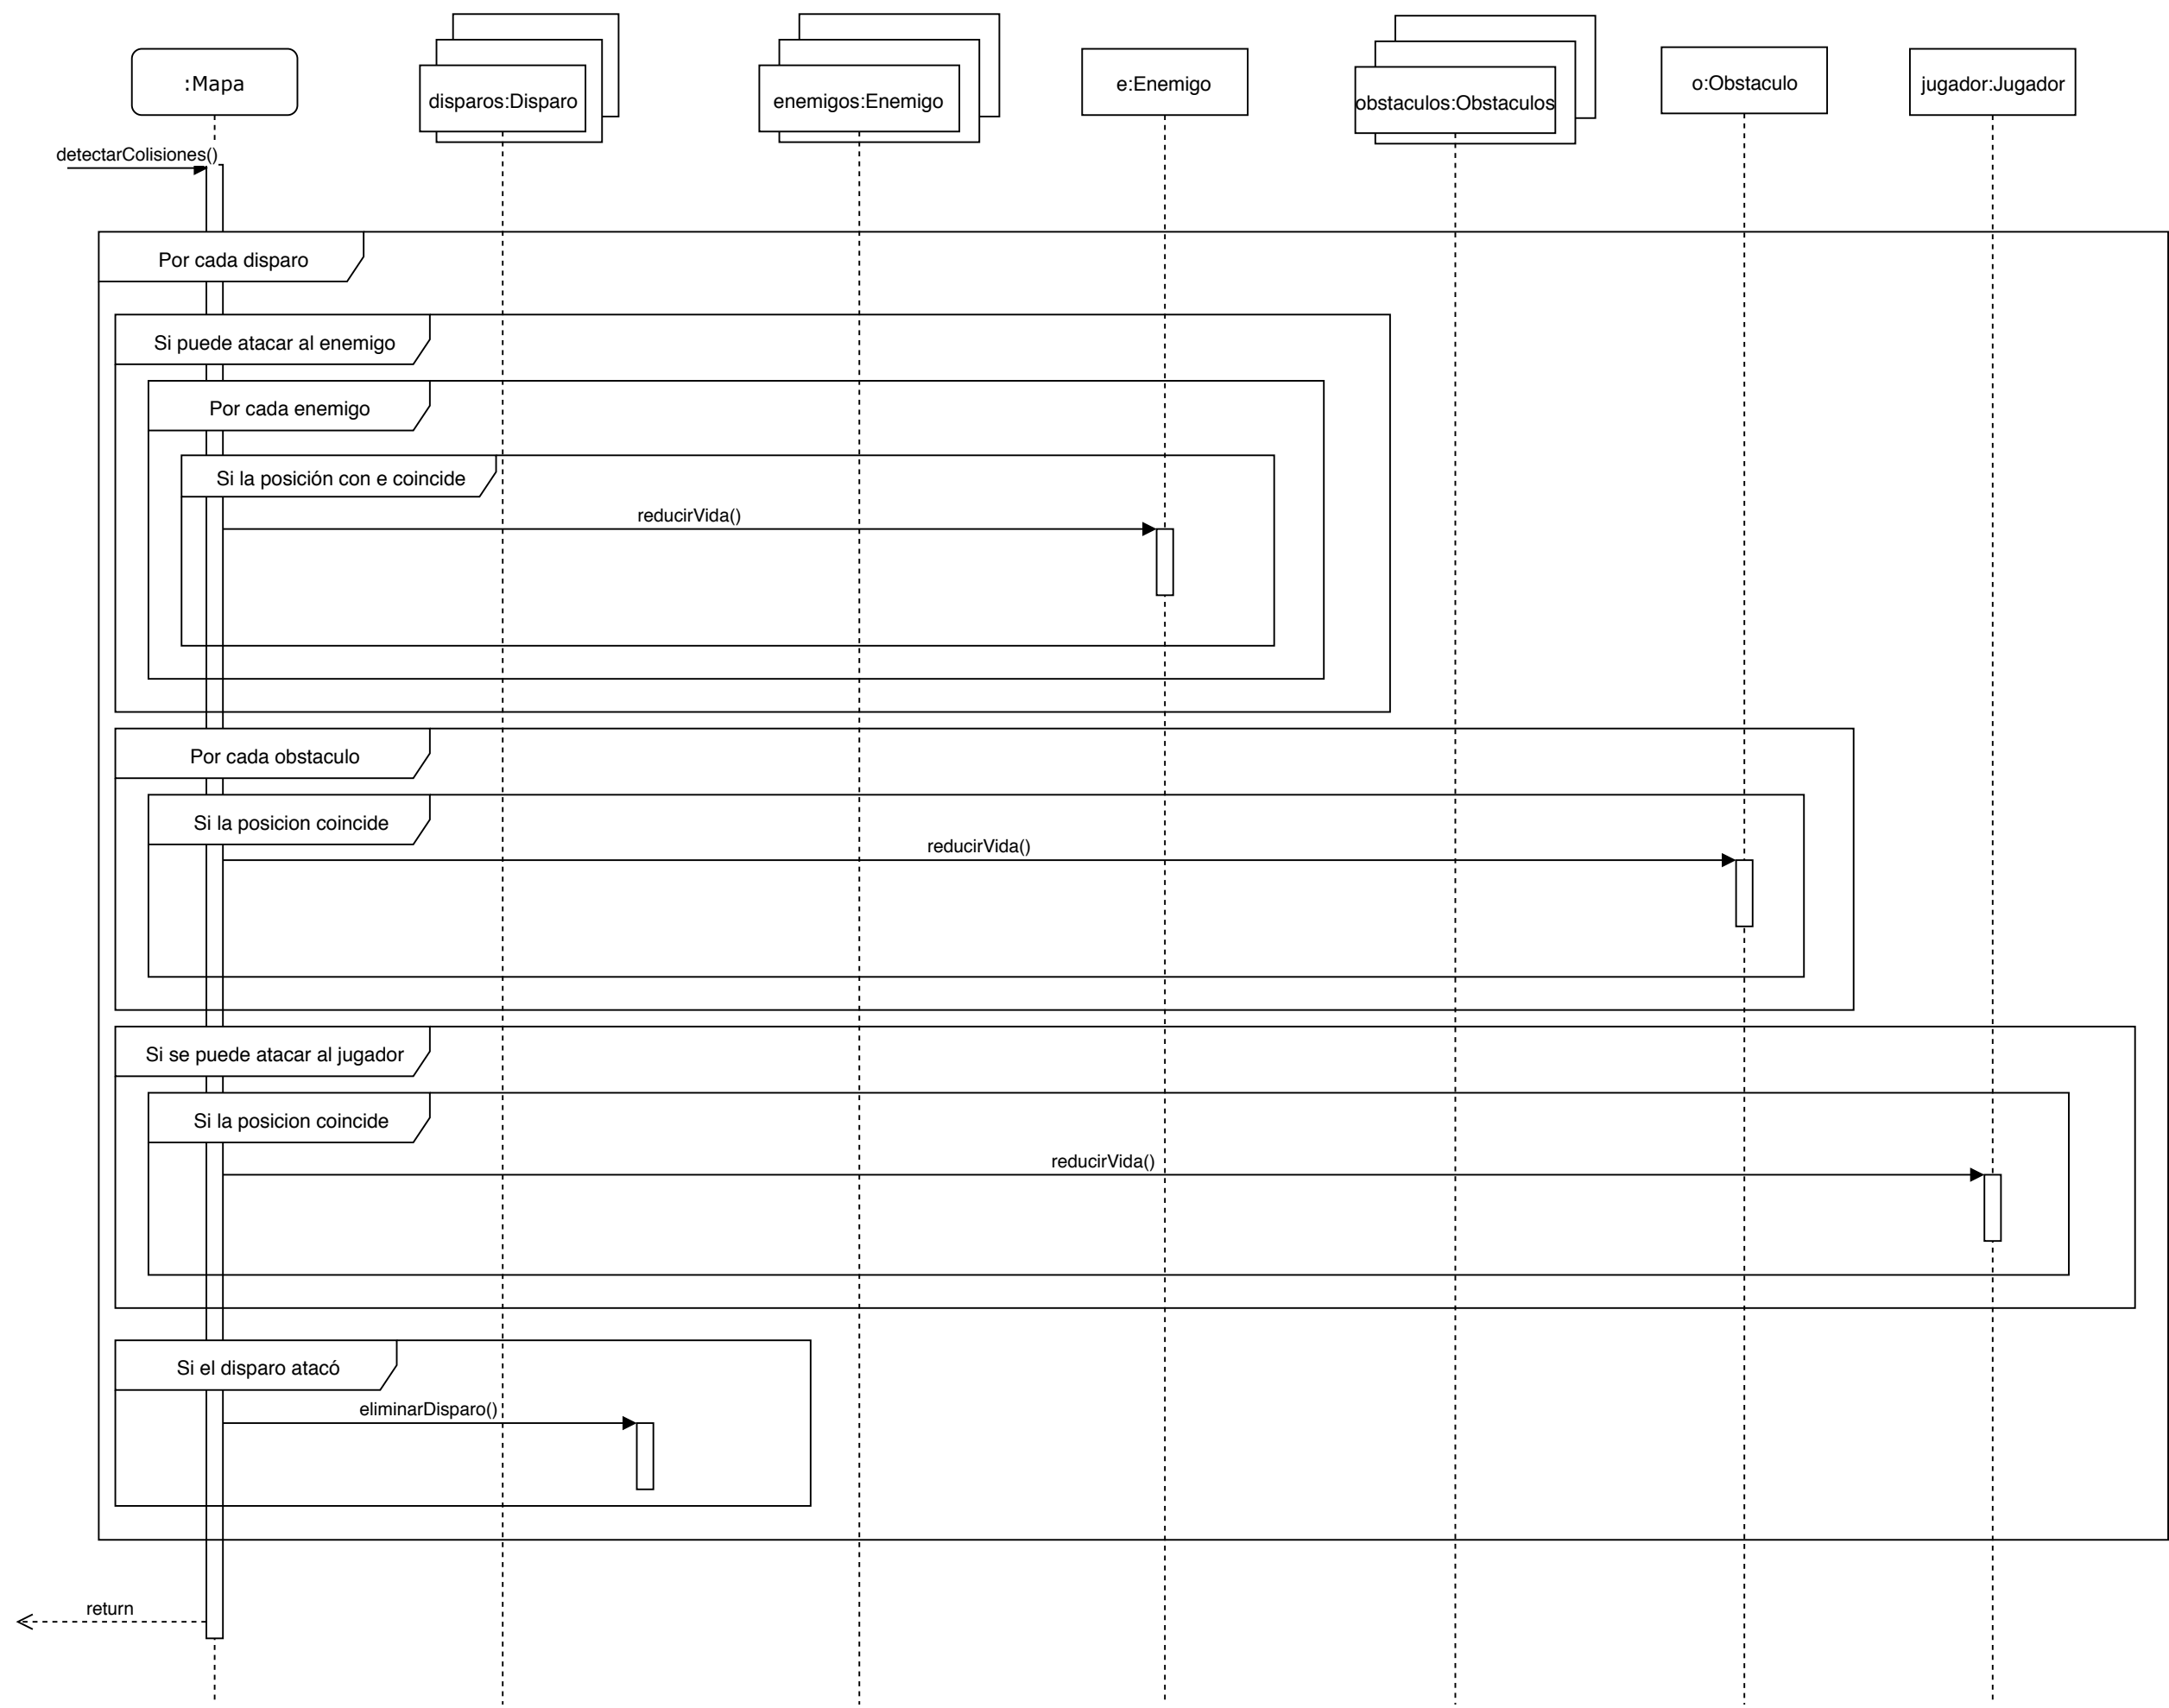 :Mapa
disparos:Disparo
enemigos:Enemigo
e:Enemigo
obstaculos:Obstaculos
o:Obstaculo
jugador:Jugador
detectarColisiones()
Por cada disparo
Si puede atacar al enemigo
Por cada enemigo
Si la posición con e coincide
reducirVida()
Por cada obstaculo
Si la posicion coincide
reducirVida()
Si se puede atacar al jugador
Si la posicion coincide
reducirVida()
Si el disparo atacó
eliminarDisparo()
return